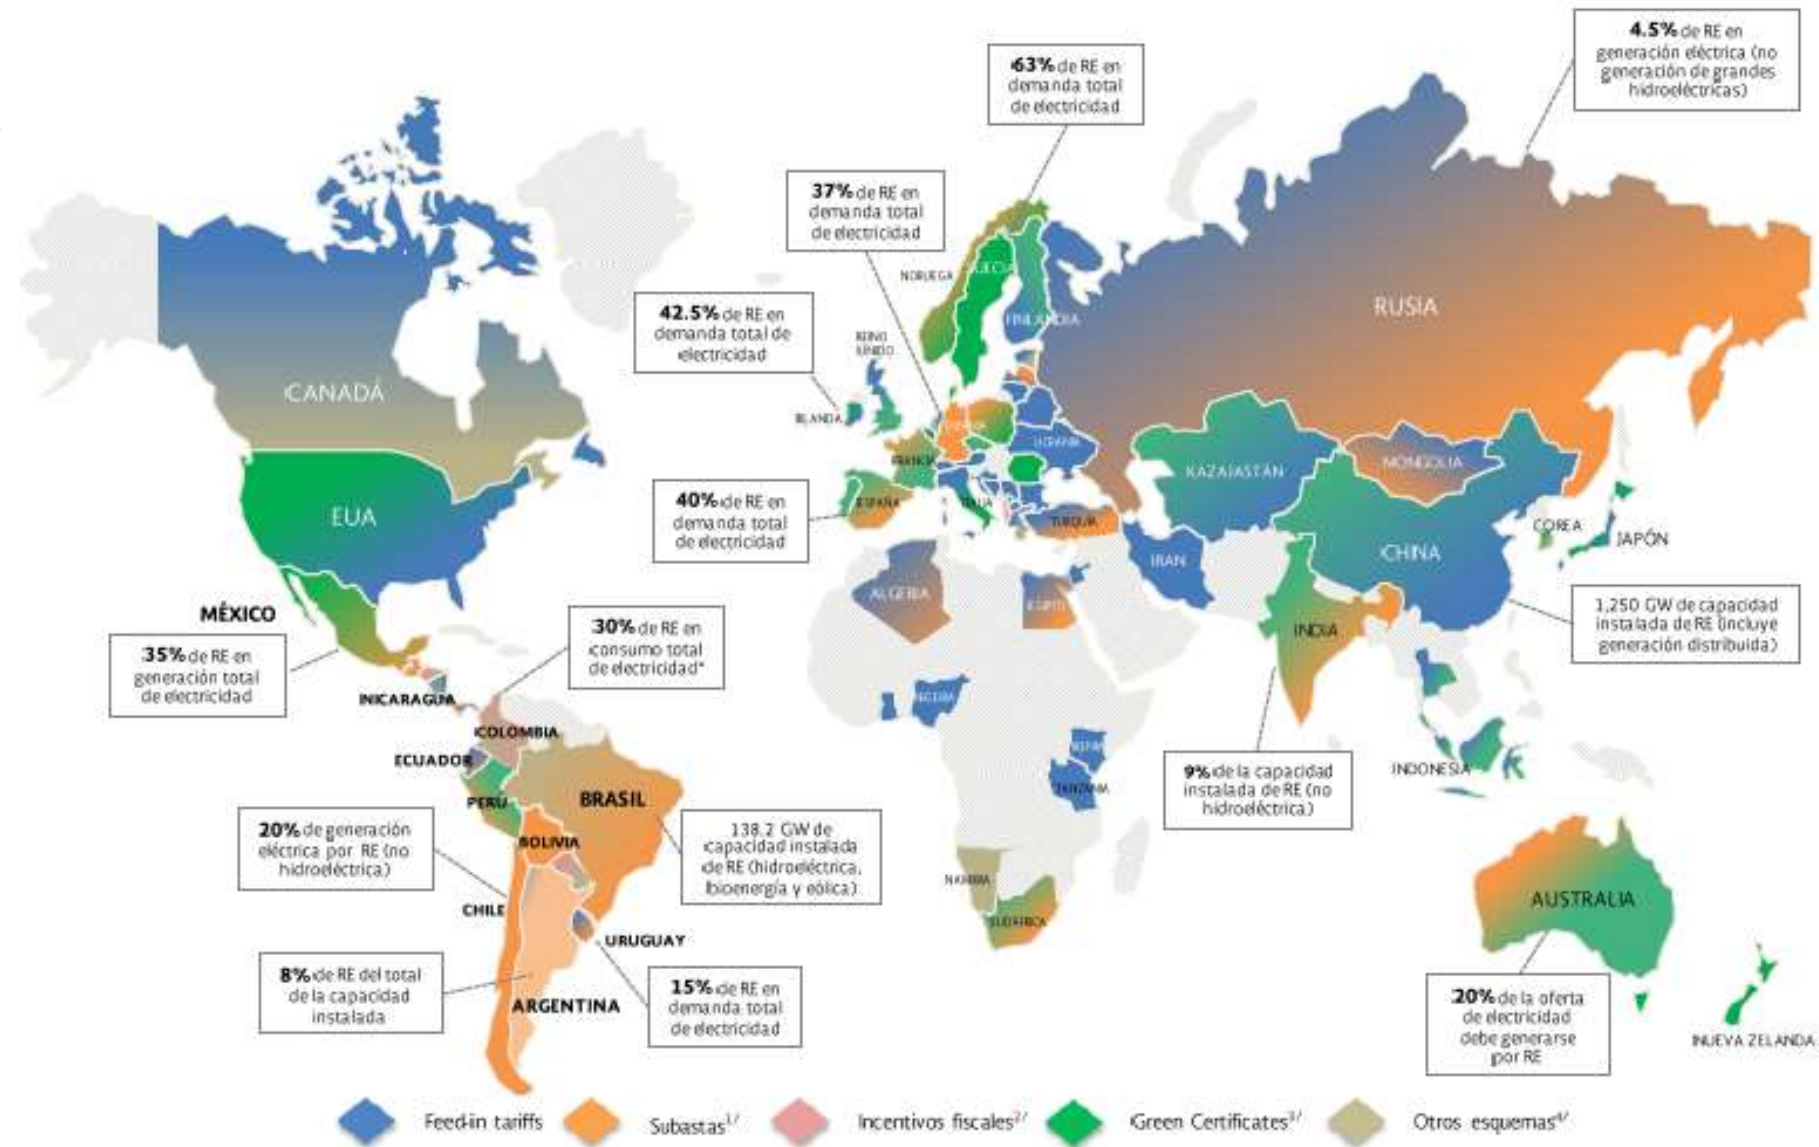 4.5% de RE en
generación eléctrica (no
generación de grandes
hidroeléctricas)
63% de RE en
demanda total
de electricidad
37% de RE en
demanda total
de electricidad
42.5% de RE en
demanda total de
electricidad
40% de RE en
demanda total
de electricidad
NORUEGA
SUECIA
FINLANDIA
RUSIA
REINO
UNIDO
IRLANDA
FRANCIA
ESPAÑA
ITALIA
UCRANIA
TURQUÍA
CANADÁ
EUA
MÉXICO
35% de RE en
generación total
de electricidad
30% de RE en
consumo total
de electricidad*
NICARAGUA
COLOMBIA
ECUADOR
PERÚ
BRASIL
BOLIVIA
20% de generación
eléctrica por RE (no
hidroeléctrica)
138.2 GW de
capacidad instalada
de RE (hidroeléctrica,
bioenergía y eólica)
CHILE
URUGUAY
8% de RE del total
de la capacidad
instalada
ARGENTINA
15% de RE en
demanda total
de electricidad
KAZAJASTÁN
MONGOLIA
CHINA
COREA
JAPÓN
IRAN
INDIA
ALGERIA
EGIPTO
NIGERIA
TANZANIA
NAMIBIA
SUDÁFRICA
1,250 GW de capacidad
instalada de RE (incluye
generación distribuida)
9% de la capacidad
instalada de RE (no
hidroeléctrica)
INDONESIA
AUSTRALIA
20% de la oferta
de electricidad
debe generarse
por RE
NUEVA ZELANDA
Feed-in tariffs
Subastas1/
Incentivos fiscales2/
Green Certificates3/
Otros esquemas4/